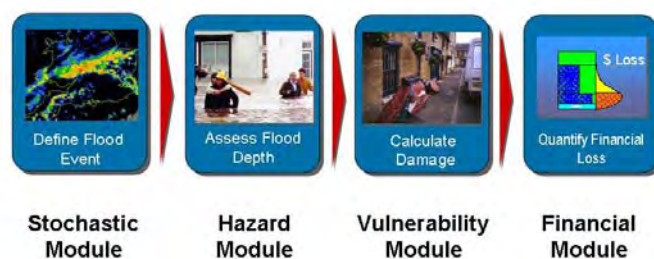 $ Loss
Define Flood
Event
Assess Flood
Depth
Calculate
Damage
Quantify Financial
Loss
Stochastic
Module
Hazard
Module
Vulnerability
Module
Financial
Module